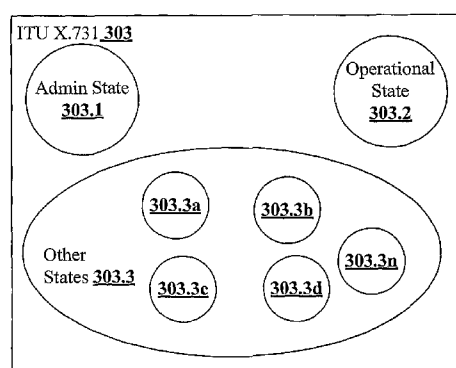 ITU X.731 303
Admin State
303.1
Operational
State
303.2
303.3a
303.3b
Other
States 303.3
303.3n
303.3c
303.3d